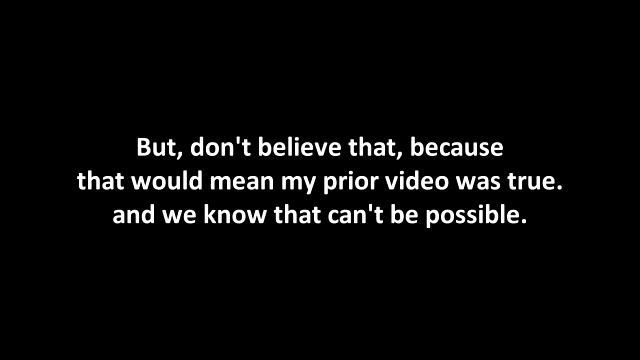 But, don't believe that, because
that would mean my prior video was true.
and we know that can't be possible.